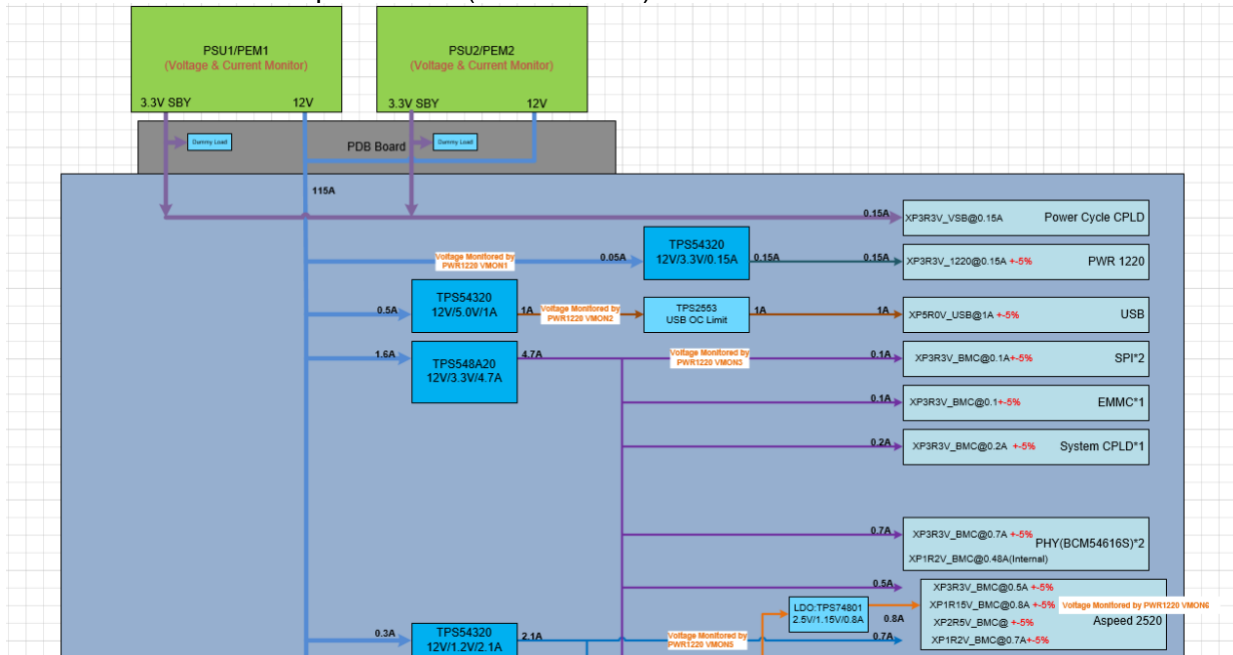 PSU1/PEM1
(Voltage & Current Monitor)
3.3V SBY
12V
PSU2/PEM2
(Voltage & Current Monitor)
3.3V SBY
12V
Dummy Load
PDB Board
Dummy Load
115A
0.15A
XP3R3V_VSB@0.15A
Power Cycle CPLD
Voltage Monitored by
PWR1220 VMON1
0.05A
TPS54320
12V/3.3V/0.15A
0.15A
0.15A
XP3R3V_1220@0.15A +-5%
PWR 1220
0.5A
TPS54320
12V/5.0V/1A
1A
Voltage Monitored by
PWR1220 VMON2
TPS2553
USB OC Limit
1A
1A
XP5R0V_USB@1A +-5%
USB
1.6A
TPS548A20
12V/3.3V/4.7A
4.7A
Voltage Monitored by
PWR1220 VMON3
0.1A
XP3R3V_BMC@0.1A+-5%
SPI*2
0.1A
XP3R3V_BMC@0.1+-5%
EMMC*1
0.2A
XP3R3V_BMC@0.2A +-5%
System CPLD*1
0.7A
XP3R3V_BMC@0.7A +-5%
PHY(BCM54616S)*2
XP1R2V_BMC@0.48A(Internal)
0.5A
XP3R3V_BMC@0.5A +-5%
LDO:TPS74801
2.5V/1.15V/0.8A
0.8A
XP1R15V_BMC@0.8A +-5%
Voltage Monitored by PWR1220 VMON6
XP2R5V_BMC@ +-5%
Aspeed 2520
0.3A
TPS54320
12V/1.2V/2.1A
2.1A
Voltage Monitored by
PWR1220 VMON5
0.7A
XP1R2V_BMC@0.7A+-5%